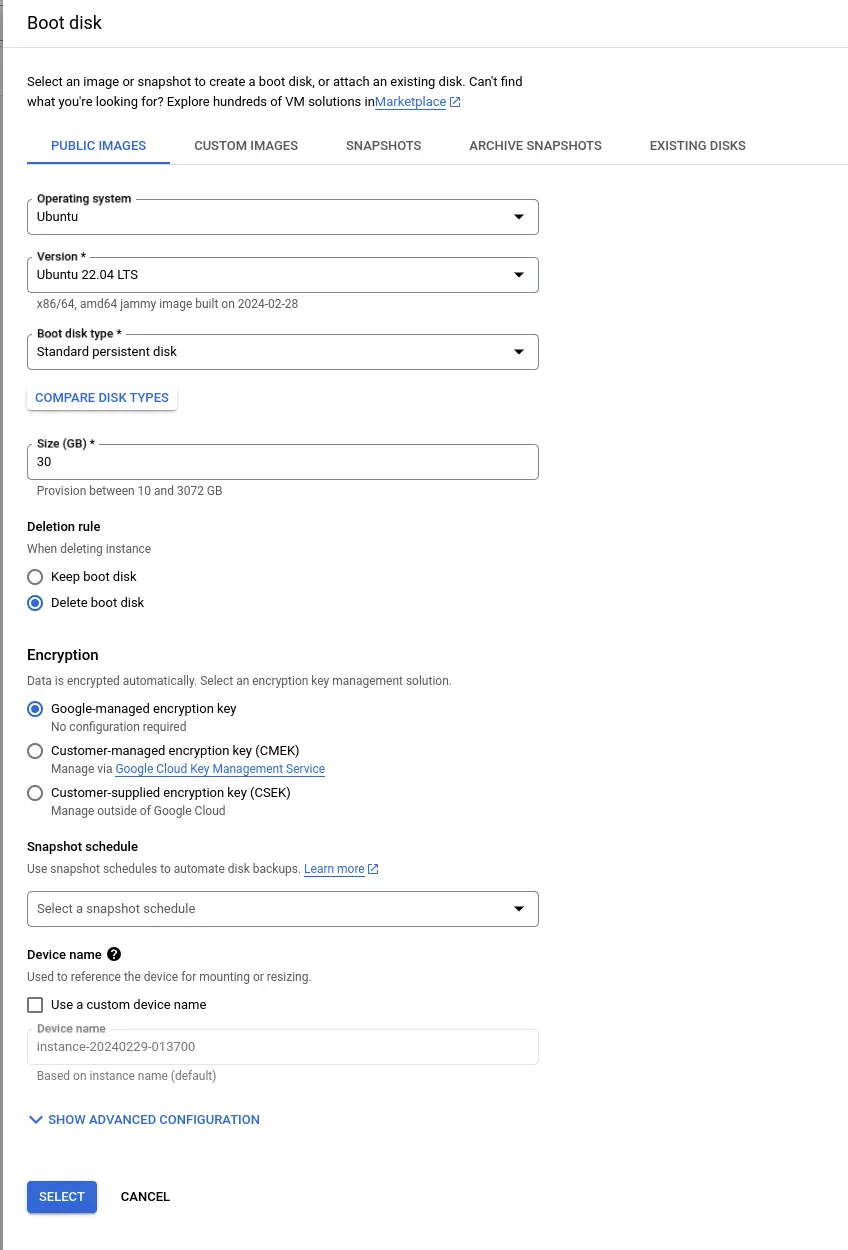 Boot disk
Select an image or snapshot to create a boot disk, or attach an existing disk. Can't find
what you're looking for? Explore hundreds of VM solutions inMarketplace
PUBLIC IMAGES CUSTOM IMAGES SNAPSHOTS ARCHIVE SNAPSHOTS EXISTING DISKS
Operating system
Ubuntu
Version *
Ubuntu 22.04 LTS
x86/64, amd64 jammy image built on 2024-02-28
Boot disk type *
Standard persistent disk
COMPARE DISK TYPES
Size (GB) *
30
Provision between 10 and 3072 GB
Deletion rule
When deleting instance
Keep boot disk
Delete boot disk
Encryption
Data is encrypted automatically. Select an encryption key management solution.
Google-managed encryption key
No configuration required
Customer-managed encryption key (CMEK)
Manage via Google Cloud Key Management Service
Customer-supplied encryption key (CSEK)
Manage outside of Google Cloud
Snapshot schedule
Use snapshot schedules to automate disk backups. Learn more
Select a snapshot schedule
Device name ?
Used to reference the device for mounting or resizing.
Use a custom device name
Device name
instance-20240229-013700
Based on instance name (default)
SHOW ADVANCED CONFIGURATION
SELECT CANCEL